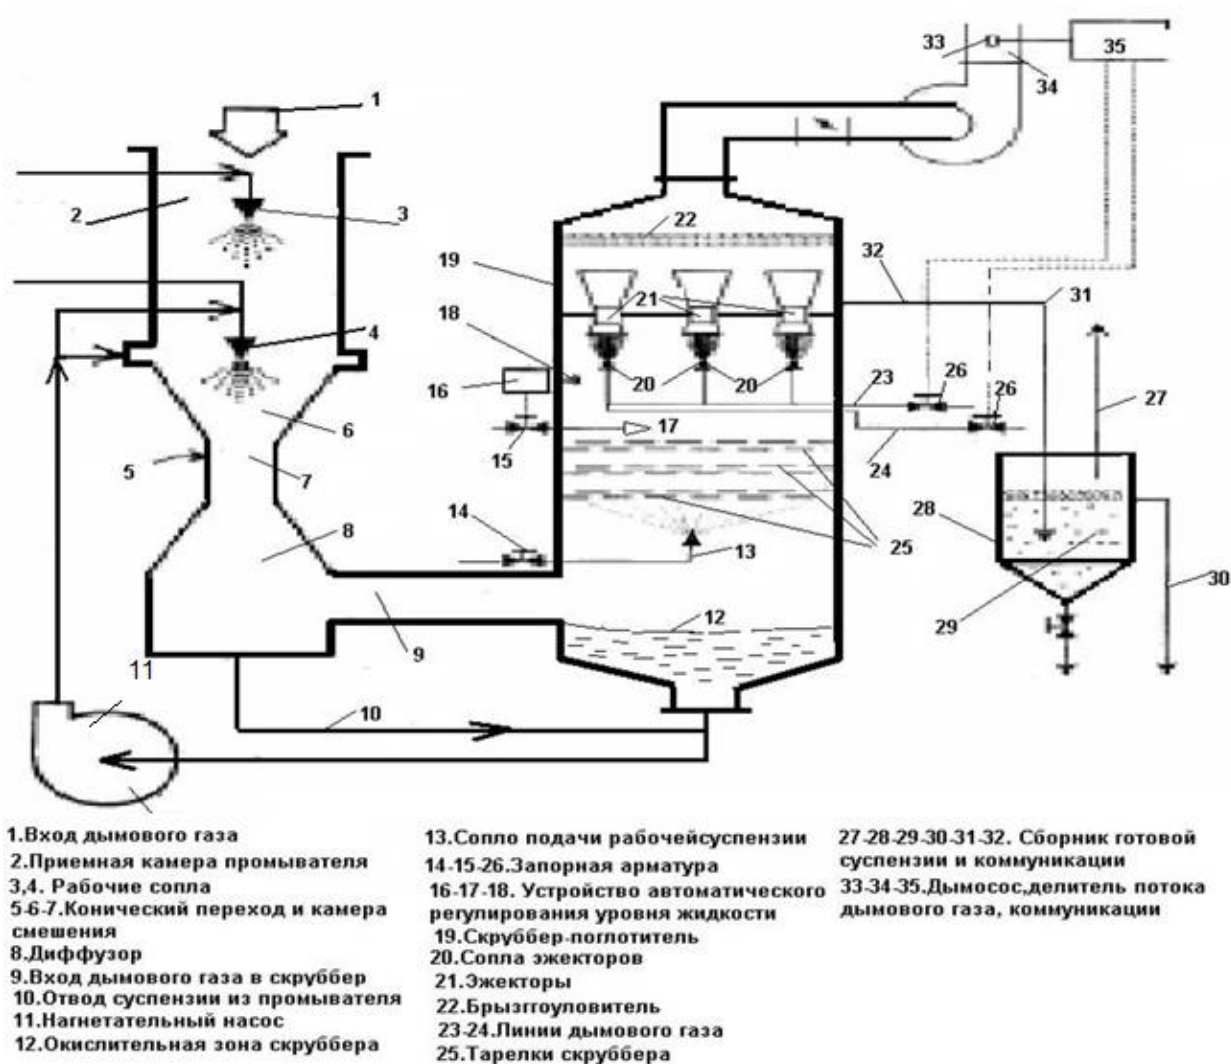 33
35
34
1
2
3
22
32
19
21
31
4
18
16
20
20
23
26
26
27
6
17
5
7
15
24
28
8
14
13
25
30
12
29
9
11
10
1.Вход дымового газа
2.Приемная камера промывателя
3,4. Рабочие сопла
5-6-7.Конический переход и камера
смешения
8.Диффузор
9.Вход дымового газа в скруббер
10.Отвод суспензии из промывателя
11.Нагнетательный насос
12.Окислительная зона скруббера
13.Сопло подачи рабочейсуспензии
14-15-26.Запорная арматура
16-17-18. Устройство автоматического
регулирования уровня жидкости
19.Скруббер-поглотитель
20.Сопла эжекторов
21.Эжекторы
22.Брызггоуловитель
23-24.Линии дымового газа
25.Тарелки скруббера
27-28-29-30-31-32. Сборник готовой
суспензии и коммуникации
33-34-35.Дымосос,делитель потока
дымового газа, коммуникации